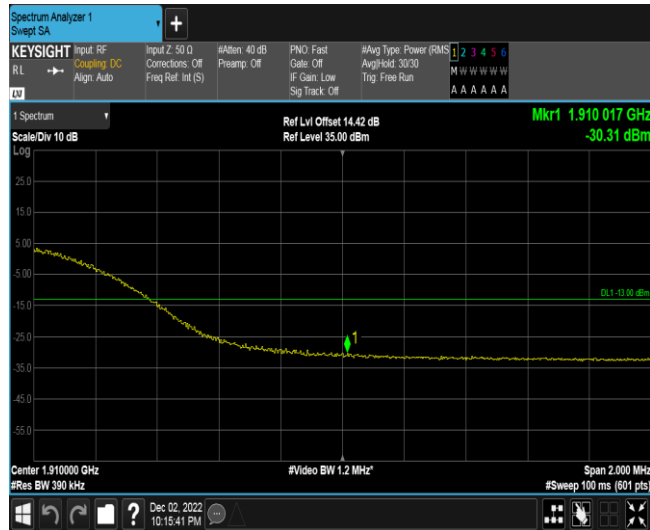 Spectrum Analyzer 1
Swept SA
KEYSIGHT
RL
LXI
Input: RF
Coupling: DC
Align: Auto
Input Z: 50 Ω
Corrections: Off
Freq Ref: Int (S)
#Atten: 40 dB
Preamp: Off
PNO: Fast
Gate: Off
IF Gain: Low
Sig Track: Off
#Avg Type: Power (RMS
Avg|Hold: 30/30
Trig: Free Run
1 2 3 4 5 6
M W W W W W
A A A A A A
1 Spectrum
Scale/Div 10 dB
Ref Lvl Offset 14.42 dB
Ref Level 35.00 dBm
Mkr1 1.910 017 GHz
-30.31 dBm
Log
25.0
15.0
5.00
-5.00
-15.0
-25.0
-35.0
-45.0
-55.0
DL1 -13.00 dBm
1
Center 1.910000 GHz
#Res BW 390 kHz
#Video BW 1.2 MHz*
Span 2.000 MHz
#Sweep 100 ms (601 pts)
?
Dec 02, 2022
10:15:41 PM